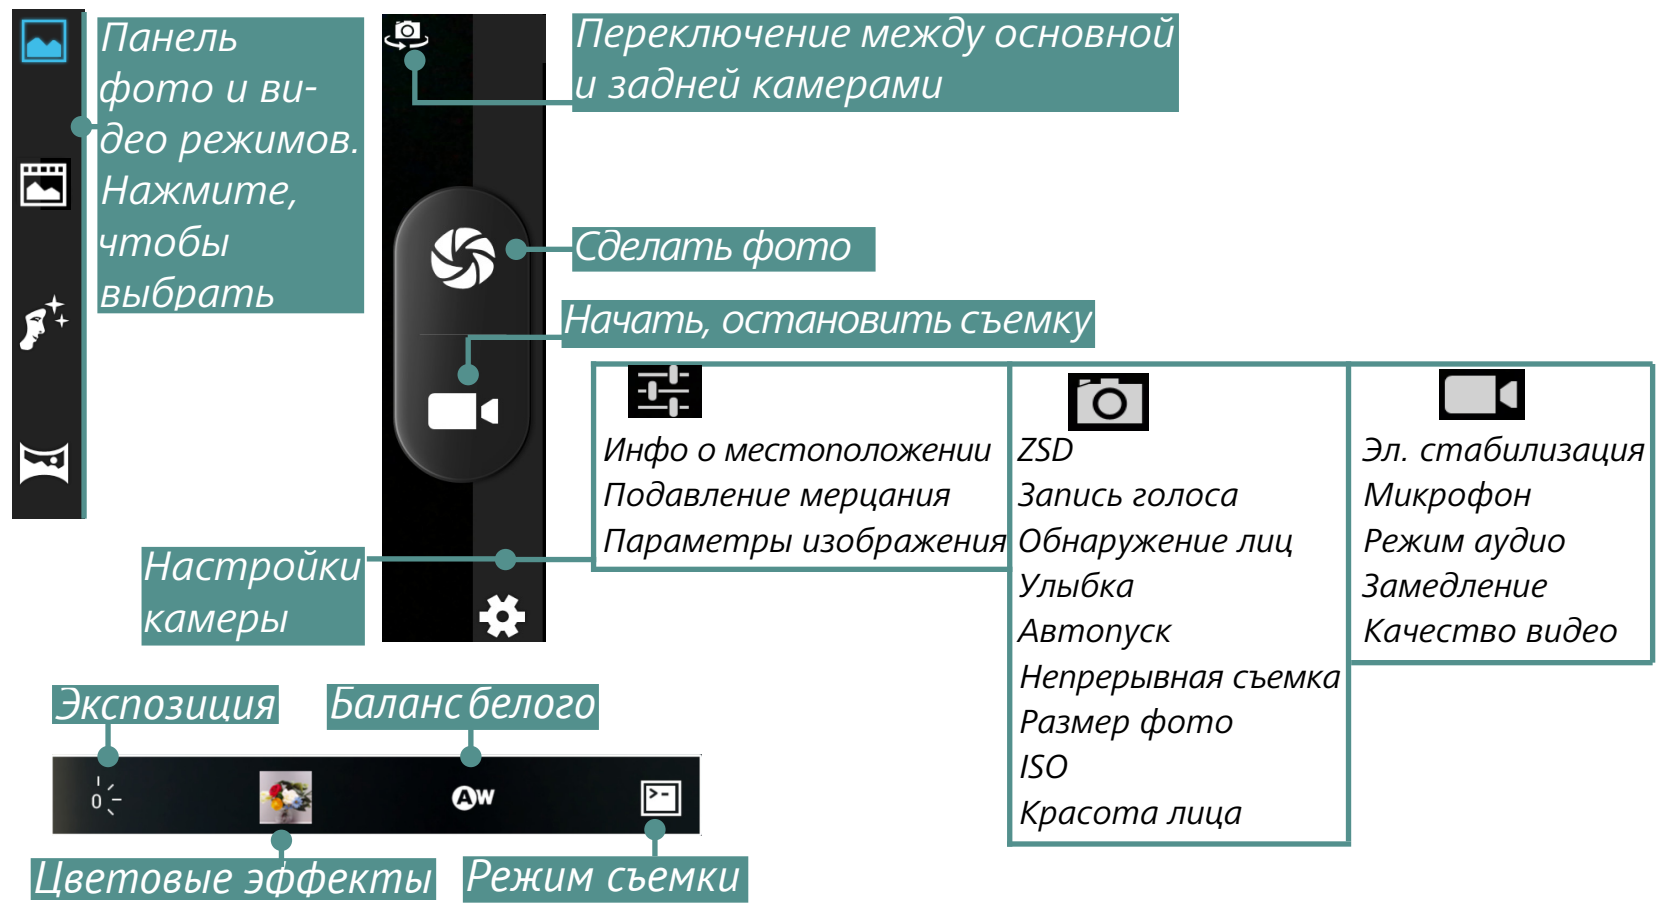 Панель
фото и ви-
део режимов.
Нажмите,
чтобы
выбрать
Переключение между основной
и задней камерами
Сделать фото
Начать, остановить съемку
Инфо о местоположении
Подавление мерцания
Параметры изображения
ZSD
Запись голоса
Обнаружение лиц
Улыбка
Автопуск
Непрерывная съемка
Размер фото
ISO
Красота лица
Эл. стабилизация
Микрофон
Режим аудио
Замедление
Качество видео
Настройки
камеры
Экспозиция
Баланс белого
0
AW
Цветовые эффекты
Режим съемки